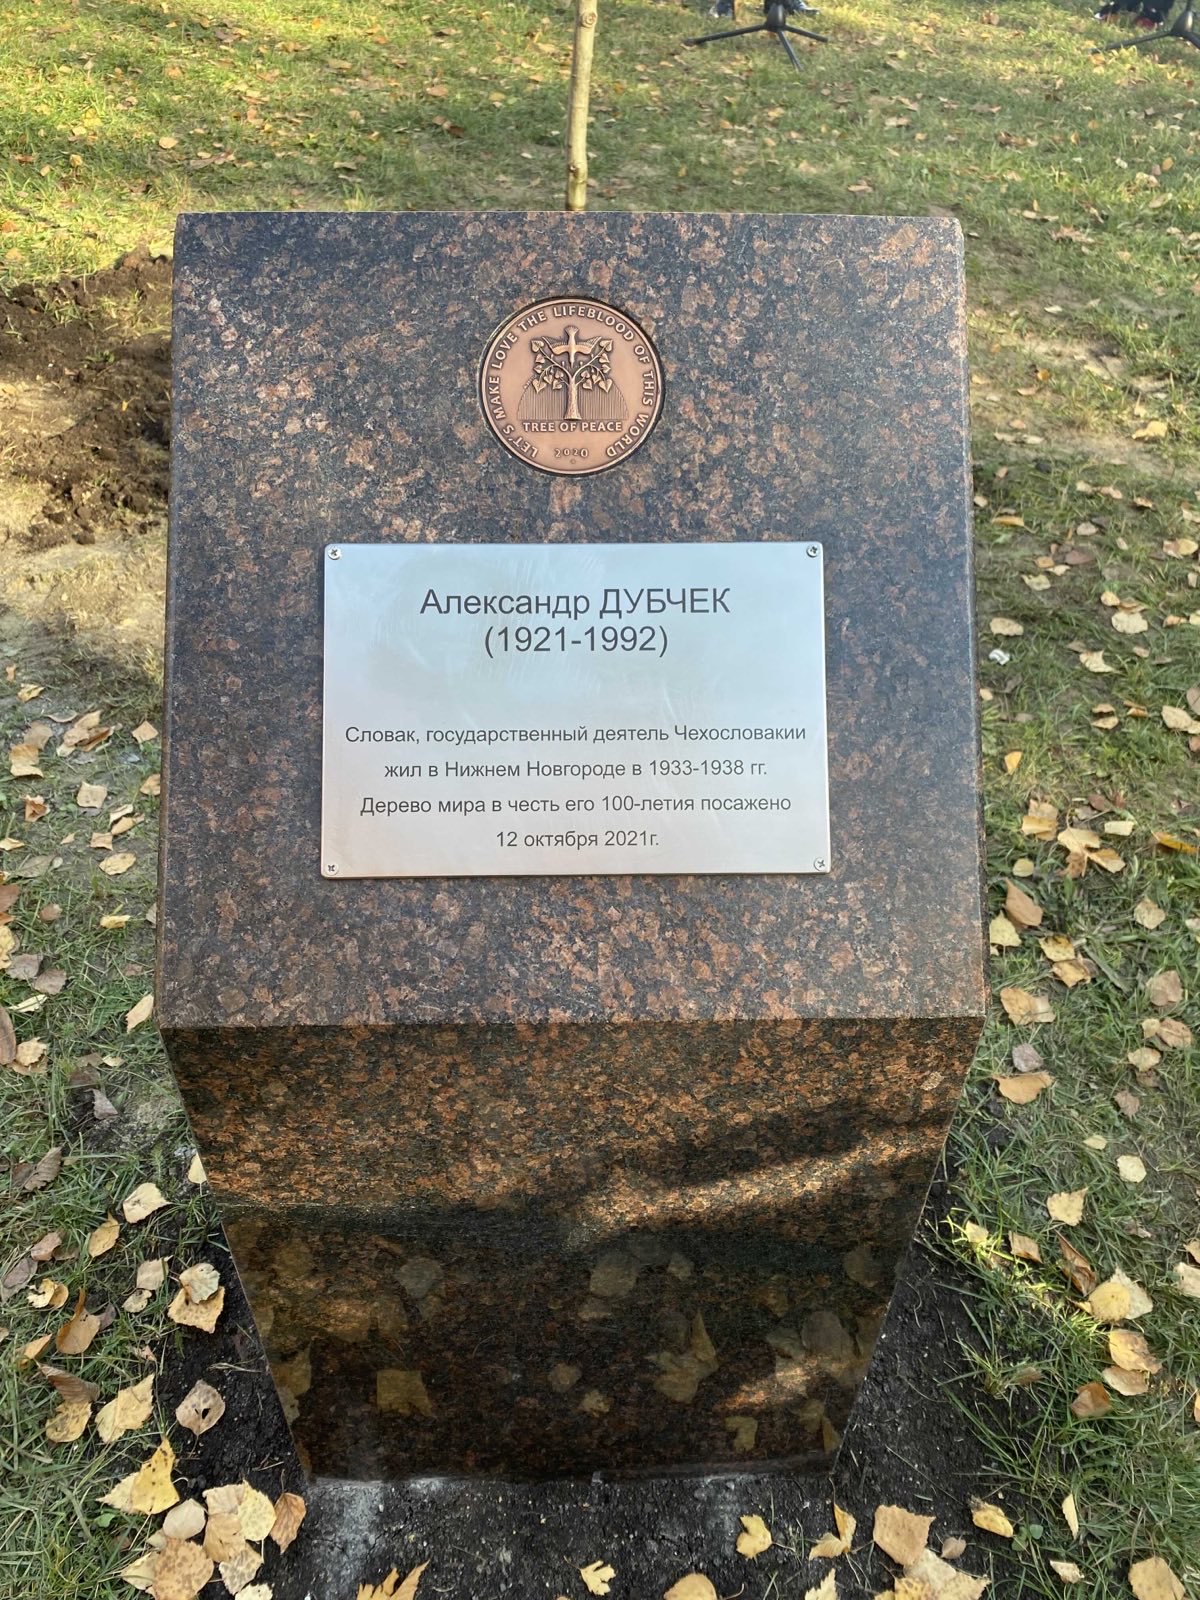 LET'S MAKE LOVE THE LIFEBLOOD OF THIS WORLD
TREE OF PEACE
2020
Александр ДУБЧЕК
(1921-1992)
Словак, государственный деятель Чехословакии
жил в Нижнем Новгороде в 1933-1938 гг.
Дерево мира в честь его 100-летия посажено
12 октября 2021г.